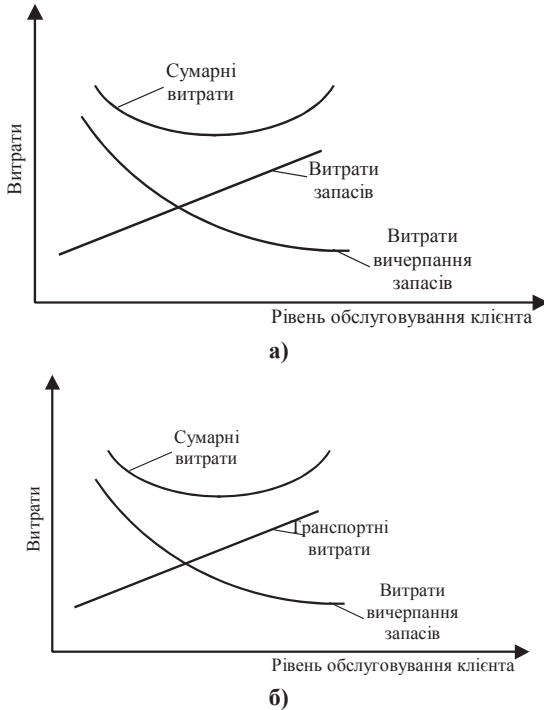 Витрати
Сумарні
витрати
Витрати
запасів
Витрати
вичерпання
запасів
Рівень обслуговування клієнта
а)
Витрати
Сумарні
витрати
Транспортні
витрати
Витрати
вичерпання
запасів
Рівень обслуговування клієнта
б)